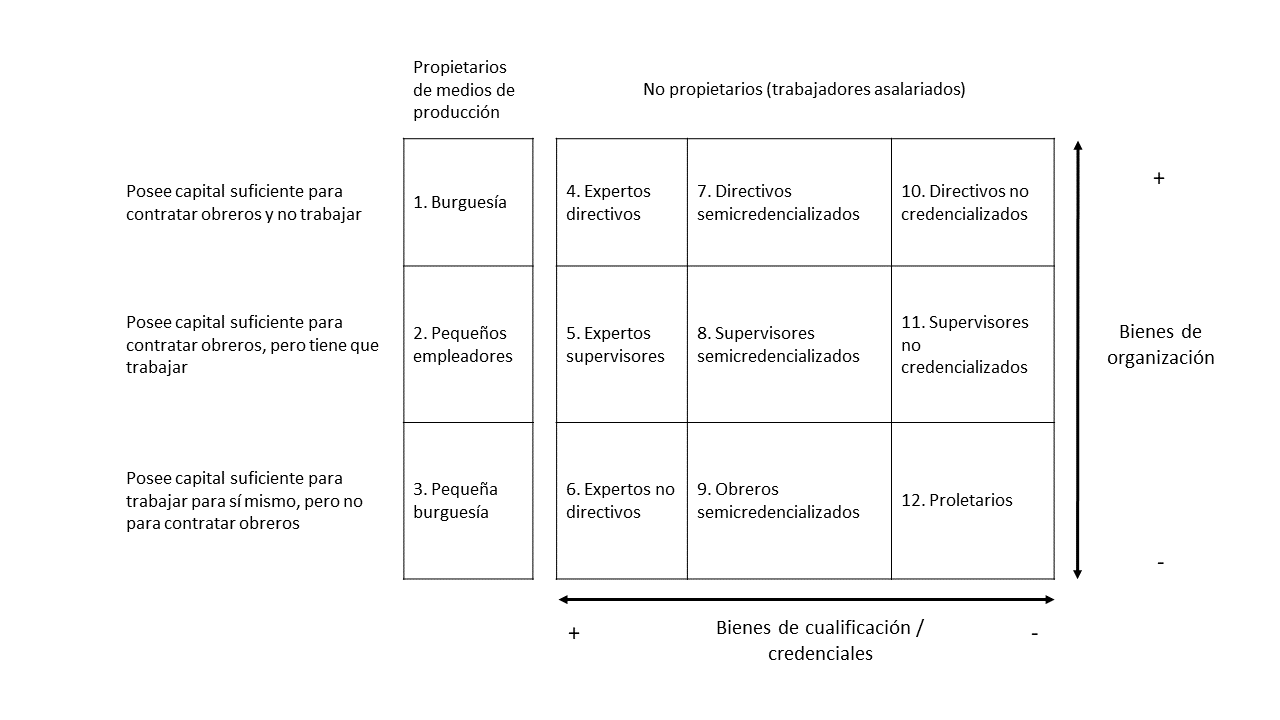 Propietarios
de medios de
producción
No propietarios (trabajadores asalariados)
Posee capital suficiente para
contratar obreros y no trabajar
1. Burguesía
4. Expertos
directivos
7. Directivos
semicredencializados
10. Directivos no
credencializados
+
Posee capital suficiente para
contratar obreros, pero tiene que
trabajar
2. Pequeños
empleadores
5. Expertos
supervisores
8. Supervisores
semicredencializados
11. Supervisores
no
credencializados
Bienes de
organización
Posee capital suficiente para
trabajar para sí mismo, pero no
para contratar obreros
3. Pequeña
burguesía
6. Expertos no
directivos
9. Obreros
semicredencializados
12. Proletarios
-
+
Bienes de cualificación /
credenciales
-